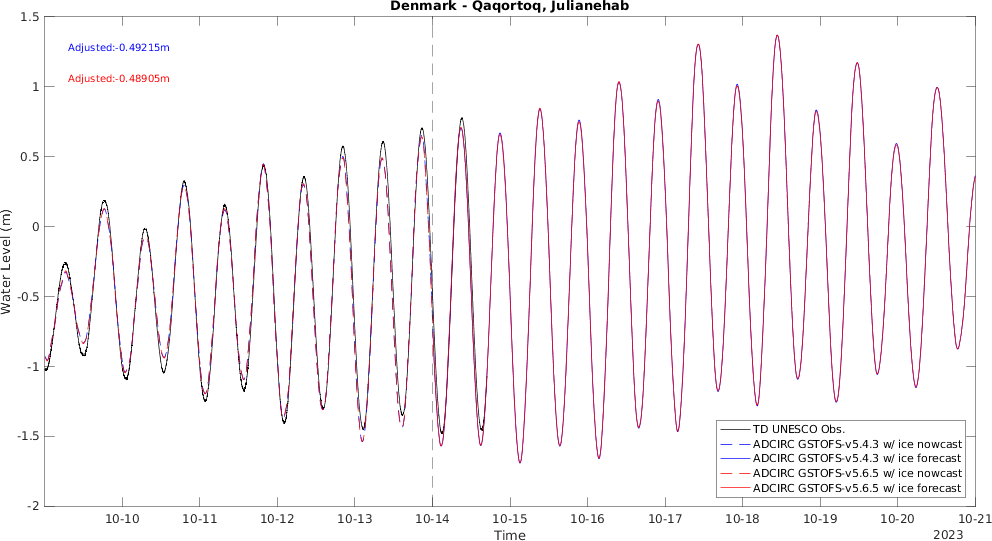 Denmark - Qaqortoq, Julianehab
Adjusted:-0.49215m
Adjusted:-0.48905m
Water Level (m)
1.5
1
0.5
0
-0.5
-1
-1.5
-2
TD UNESCO Obs.
ADCIRC GSTOFS-v5.4.3 w/ ice nowcast
ADCIRC GSTOFS-v5.4.3 w/ ice forecast
ADCIRC GSTOFS-v5.6.5 w/ ice nowcast
ADCIRC GSTOFS-v5.6.5 w/ ice forecast
10-10 10-11 10-12 10-13 10-14 10-15 10-16 10-17 10-18 10-19 10-20 10-21
Time
2023